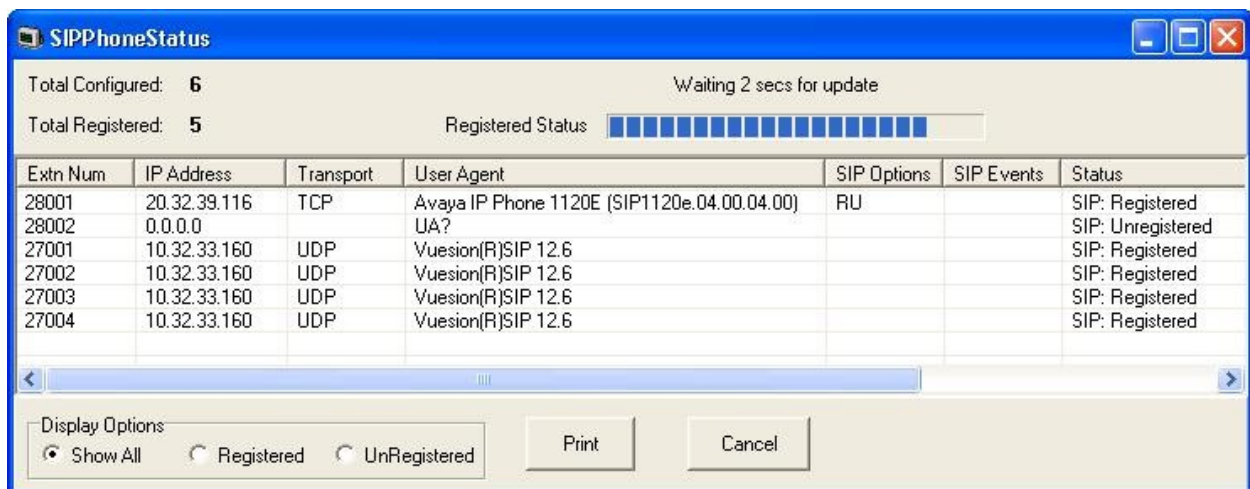 SIPPhoneStatus
Total Configured: 6 Waiting 2 secs for update
Total Registered: 5 Registered Status
Extn Num IP Address Transport User Agent SIP Options SIP Events Status
28001 20.32.39.116 TCP Avaya IP Phone 1120E (SIP1120e.04.00.04.00) RU SIP: Registered
28002 0.0.0.0 UA? SIP: Unregistered
27001 10.32.33.160 UDP Vuesion(R)SIP 12.6 SIP: Registered
27002 10.32.33.160 UDP Vuesion(R)SIP 12.6 SIP: Registered
27003 10.32.33.160 UDP Vuesion(R)SIP 12.6 SIP: Registered
27004 10.32.33.160 UDP Vuesion(R)SIP 12.6 SIP: Registered
Display Options
Show All Registered UnRegistered Print Cancel